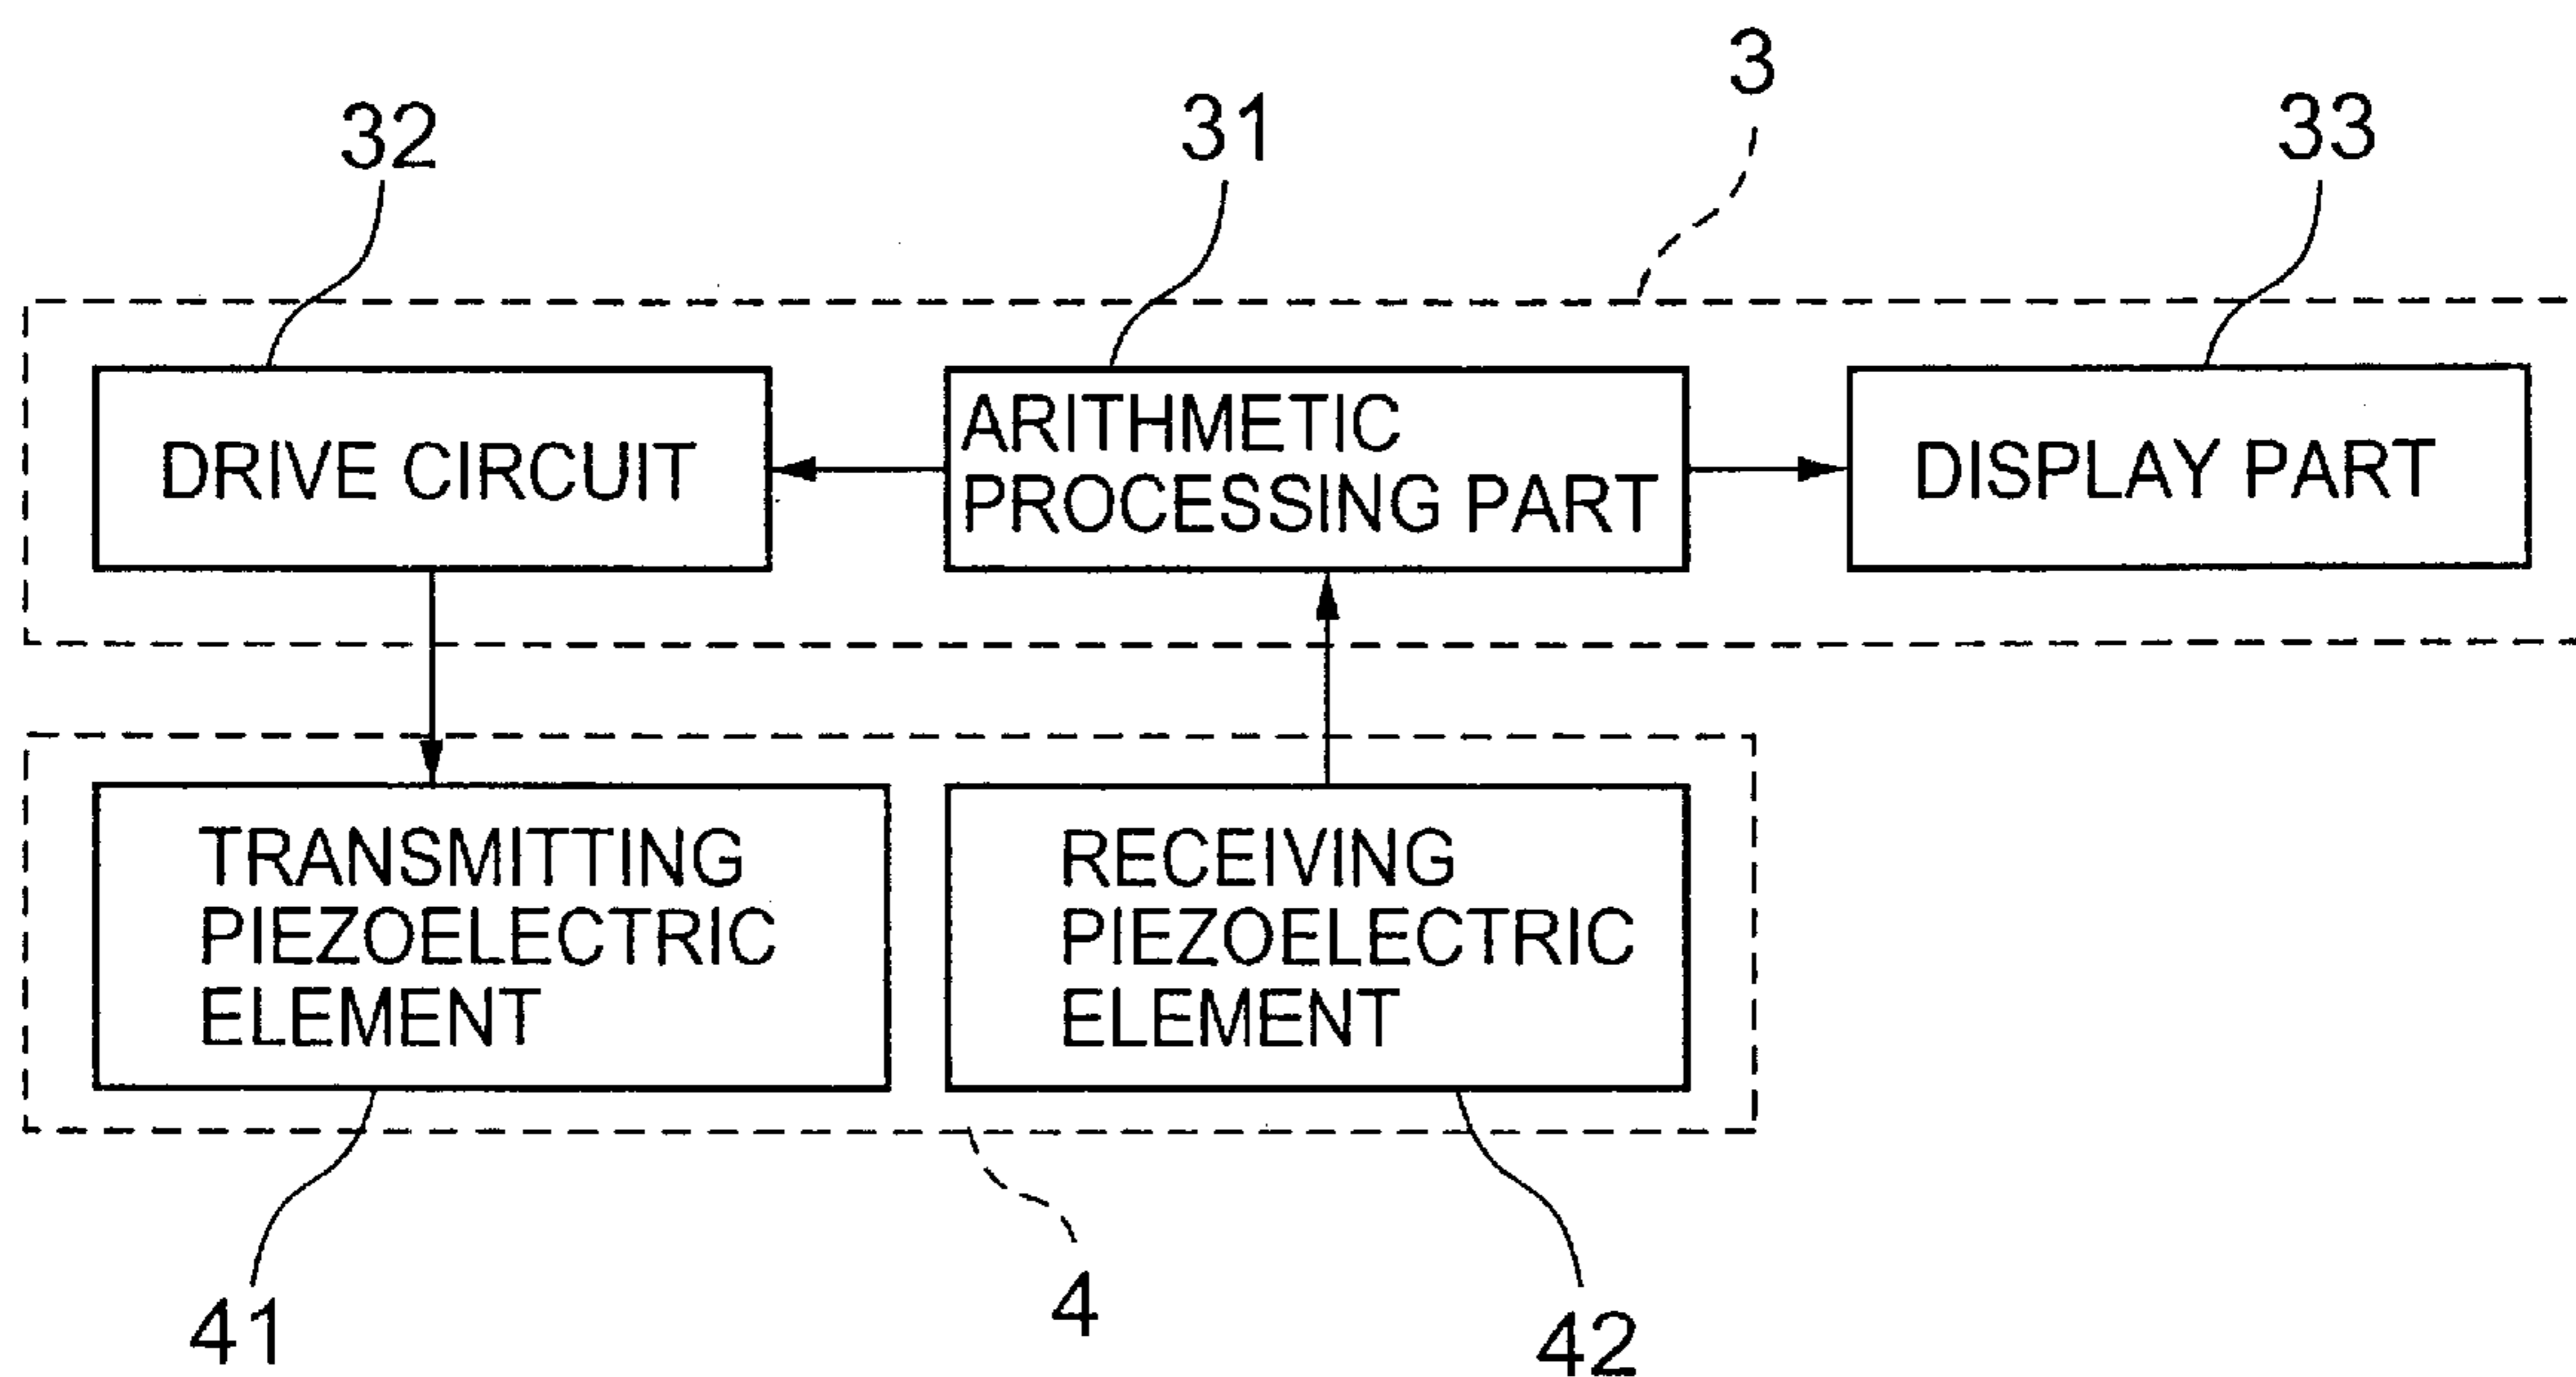 3
32
31
33
DRIVE CIRCUIT
ARITHMETIC
PROCESSING PART
DISPLAY PART
TRANSMITTING
PIEZOELECTRIC
ELEMENT
RECEIVING
PIEZOELECTRIC
ELEMENT
41
4
42